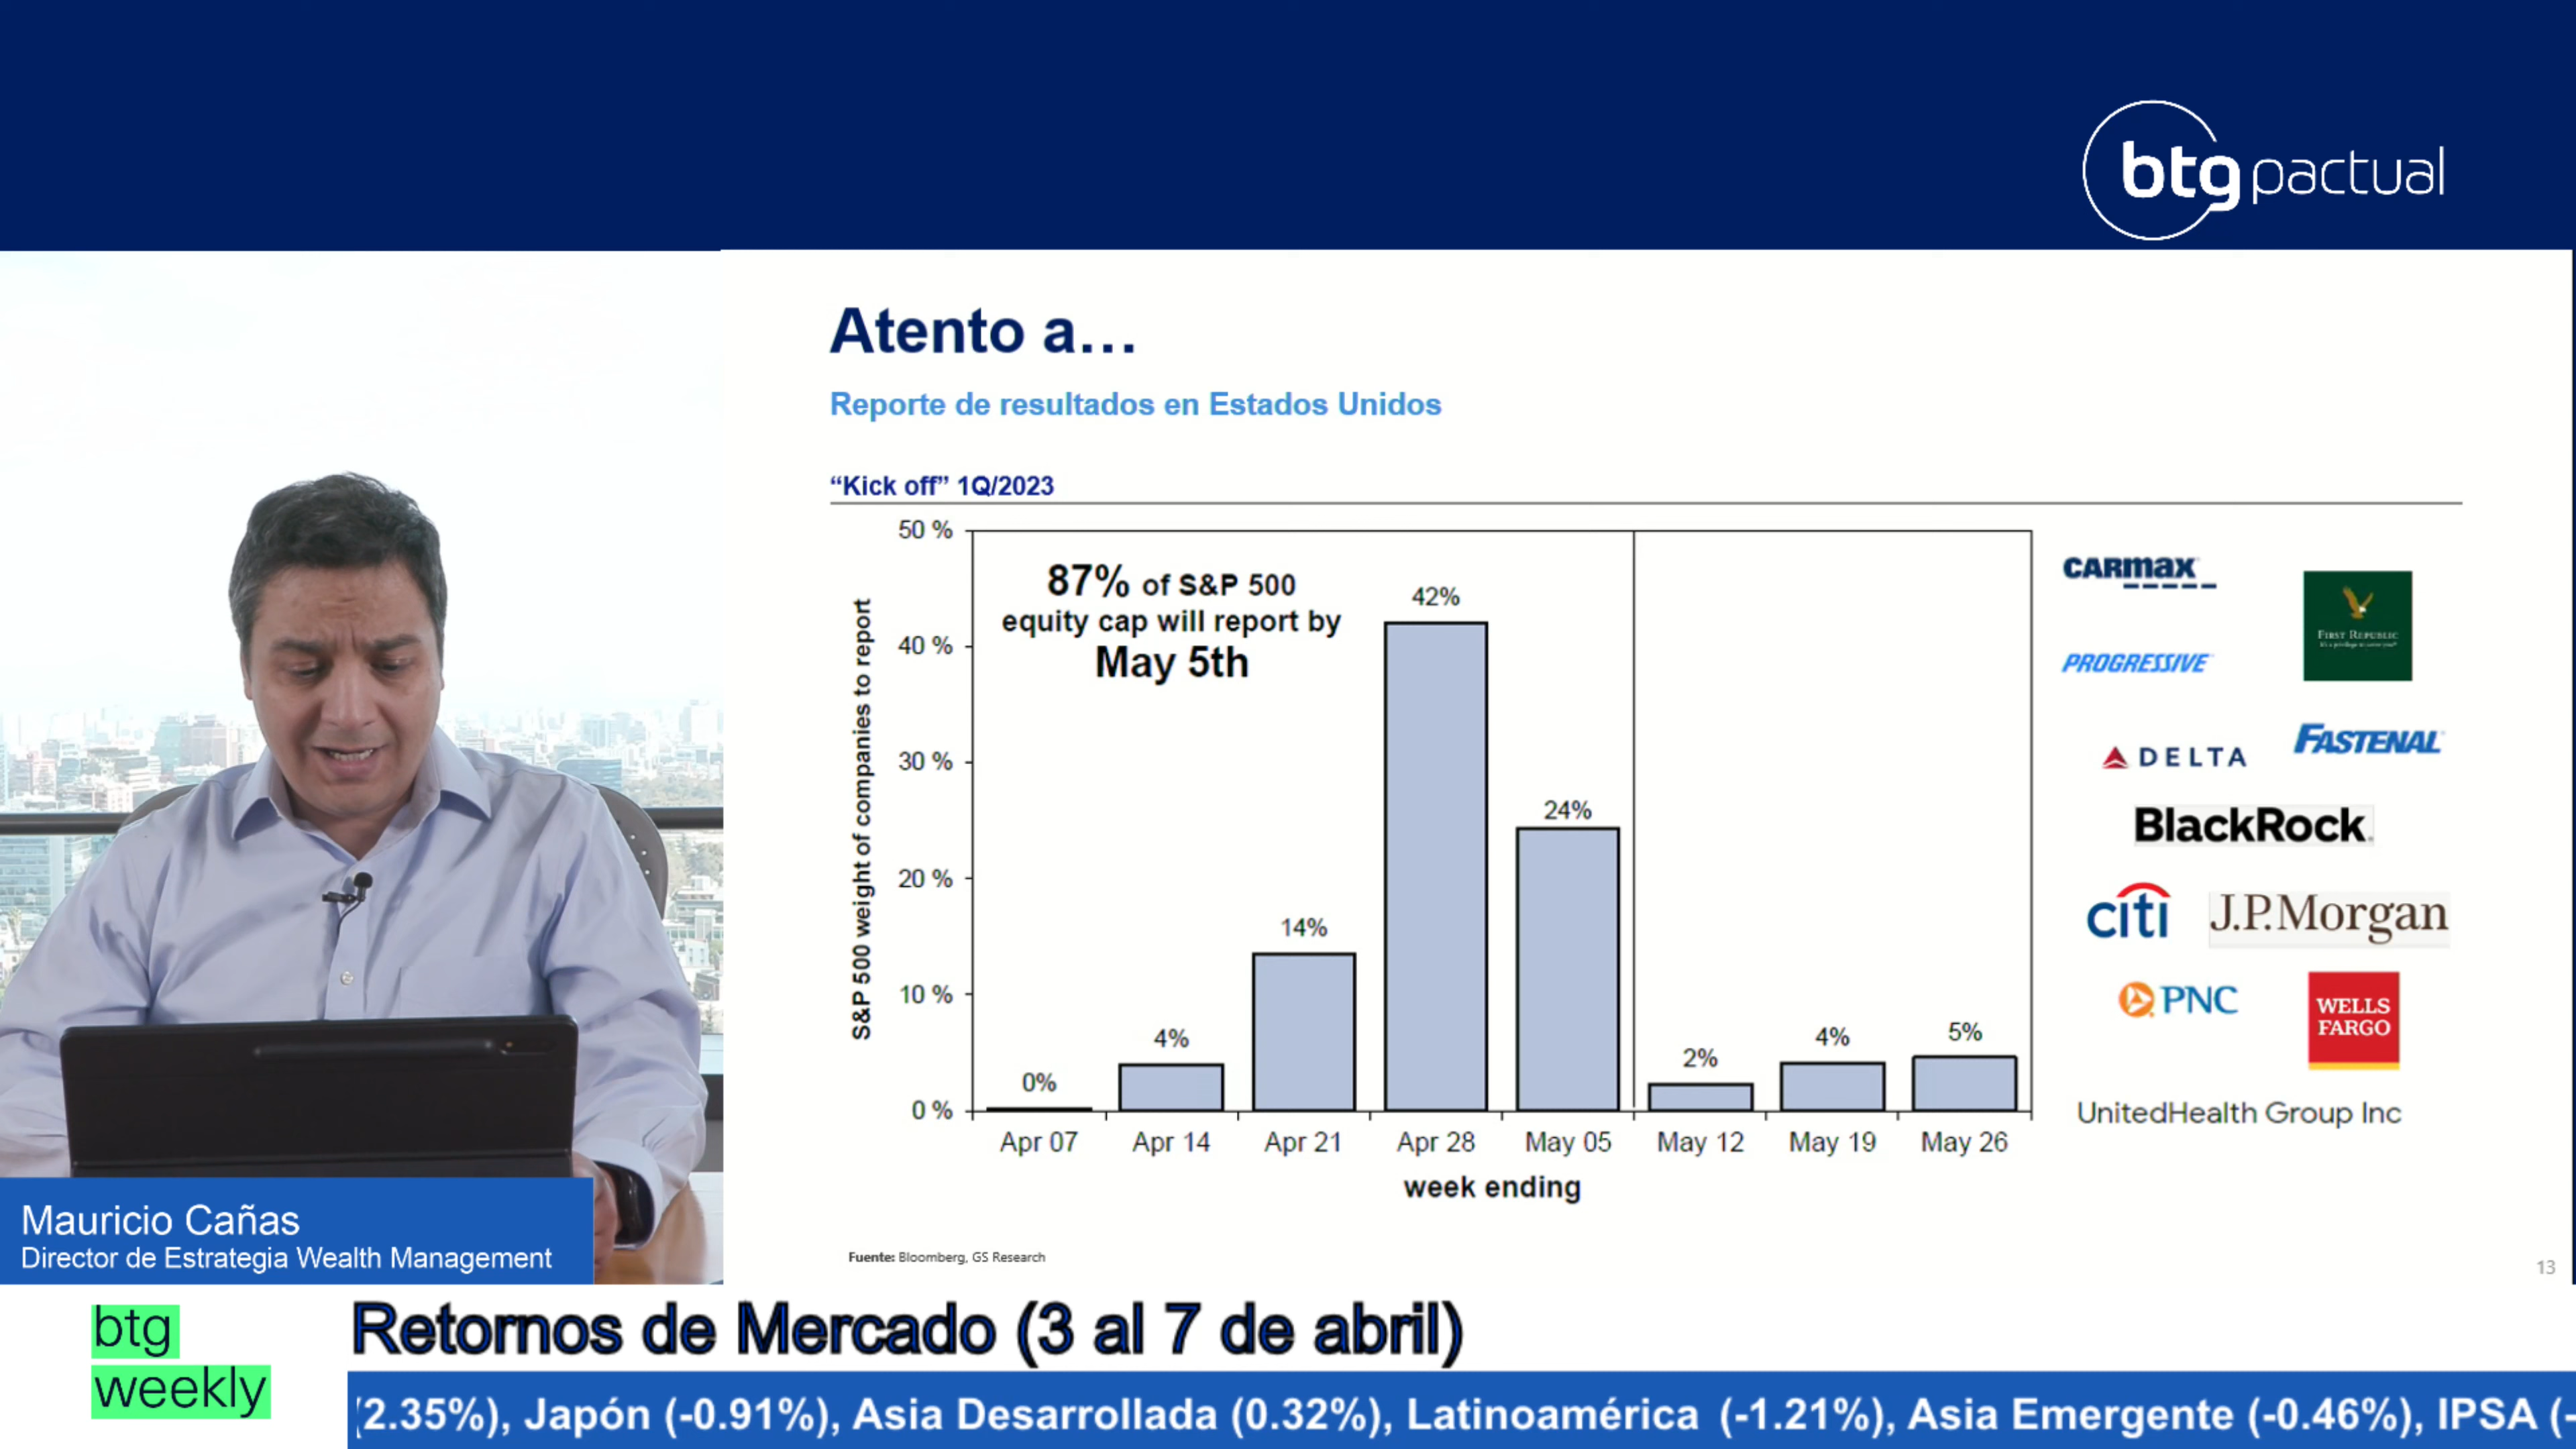 btg pactual
Atento a…
Reporte de resultados en Estados Unidos
“Kick off” 1Q/2023
50 %
40 %
30 %
20 %
10 %
0 %
S&P 500 weight of companies to report
87% of S&P 500
equity cap will report by
May 5th
0%
4%
14%
42%
24%
2%
4%
5%
Apr 07
Apr 14
Apr 21
Apr 28
May 05
May 12
May 19
May 26
week ending
CARMAX
FIRST REPUBLIC
PROGRESSIVE
DELTA
FASTENAL
BlackRock
citi
J.P.Morgan
PNC
WELLS
FARGO
UnitedHealth Group Inc
Fuente: Bloomberg, GS Research
13
Mauricio Cañas
Director de Estrategia Wealth Management
btg
weekly
Retornos de Mercado (3 al 7 de abril)
(2.35%), Japón (-0.91%), Asia Desarrollada (0.32%), Latinoamérica (-1.21%), Asia Emergente (-0.46%), IPSA (-